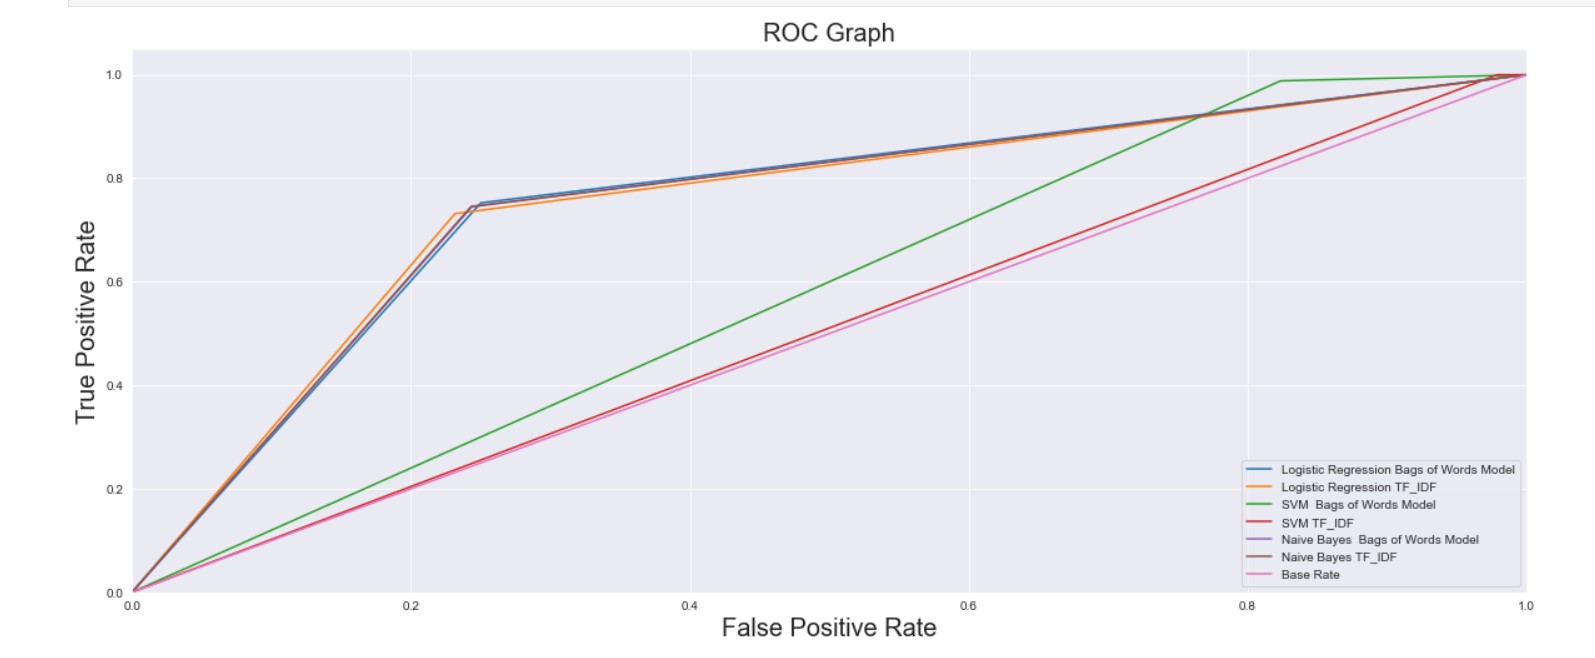 ROC Graph
1.0
0.8
0.6
0.4
0.2
0.0
True Positive Rate
0.0 0.2 0.4 0.6 0.8 1.0
False Positive Rate
Logistic Regression Bags of Words Model
Logistic Regression TF_IDF
SVM  Bags of Words Model
SVM TF_IDF
Naive Bayes  Bags of Words Model
Naive Bayes TF_IDF
Base Rate